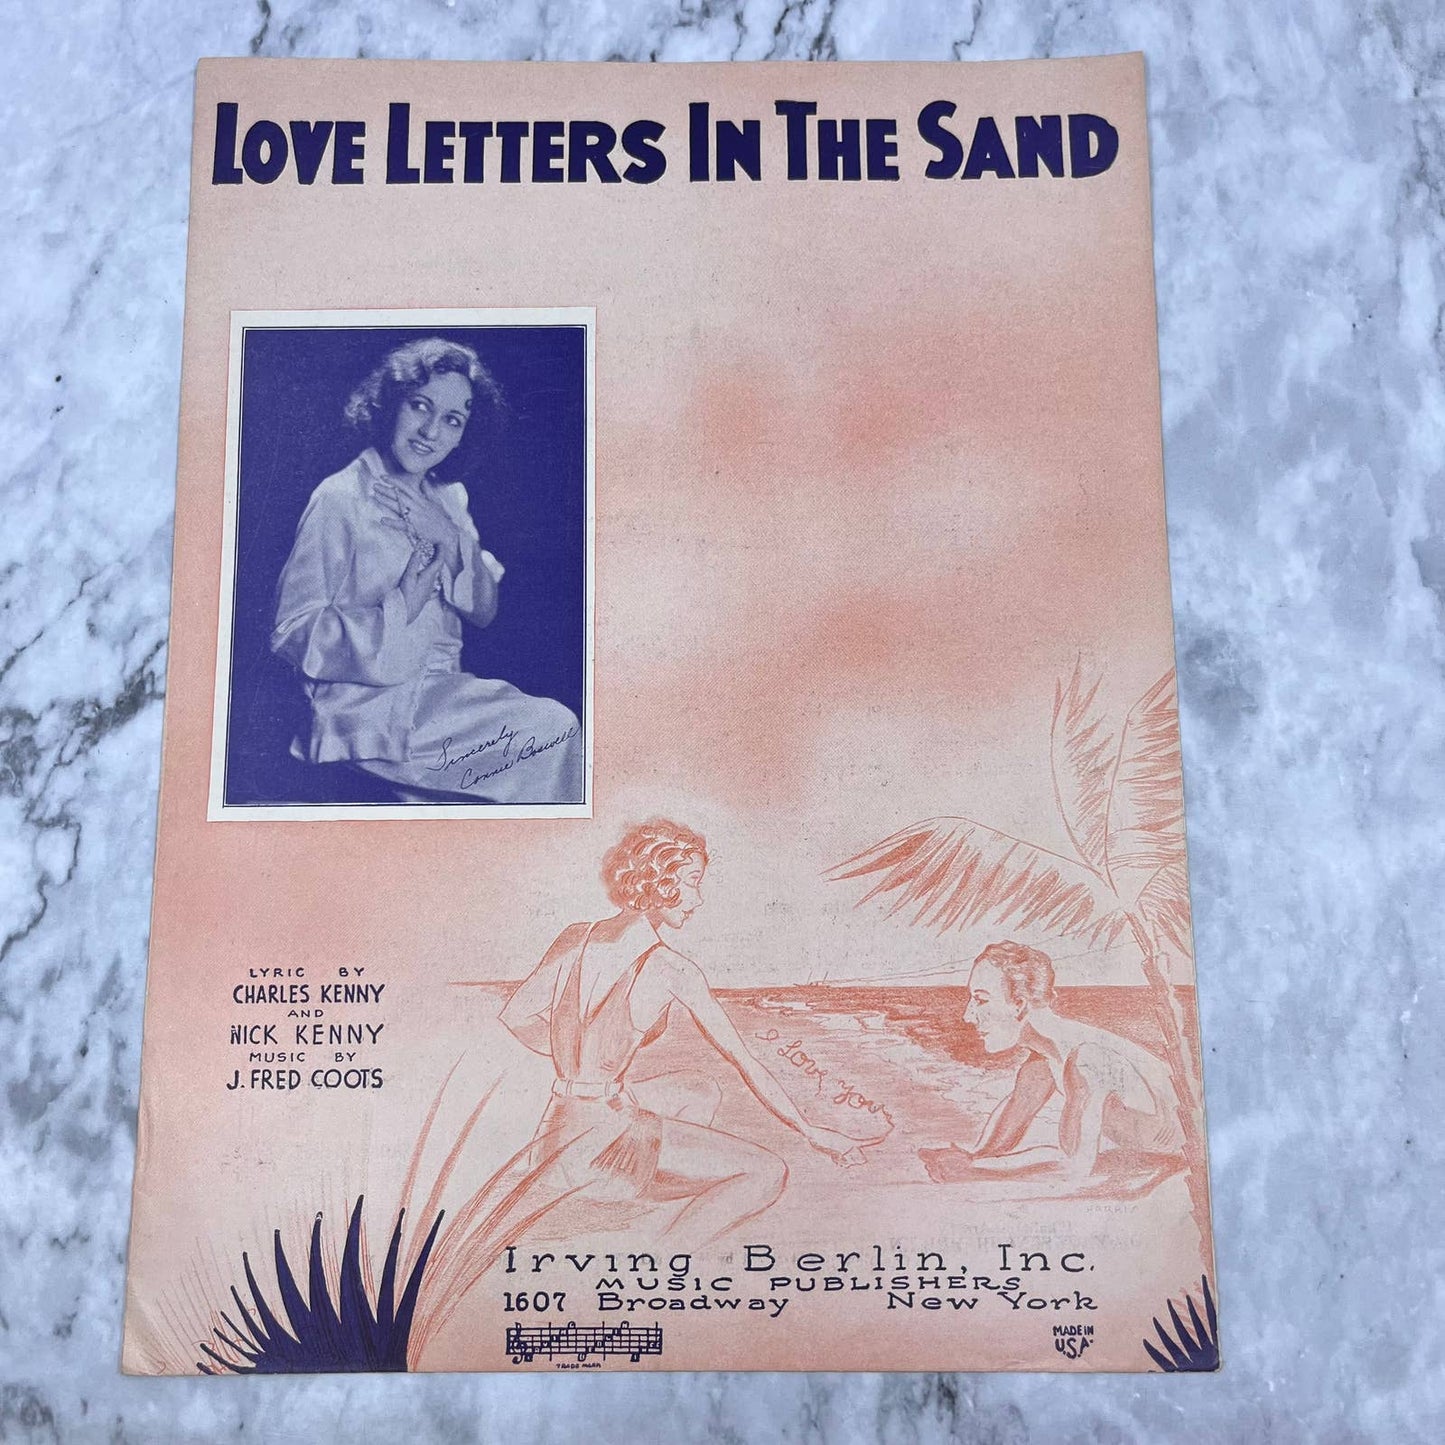 LOVE LETTERS IN THE SAND
Sincerely
Connie Boswell
LYRIC BY
CHARLES KENNY
AND
NICK KENNY
MUSIC BY
J. FRED COOTS
I Love you
HARRIS
Irving Berlin, Inc.
MUSIC PUBLISHERS
1607 Broadway New York
TRADE MARK
MADE IN
U.S.A.